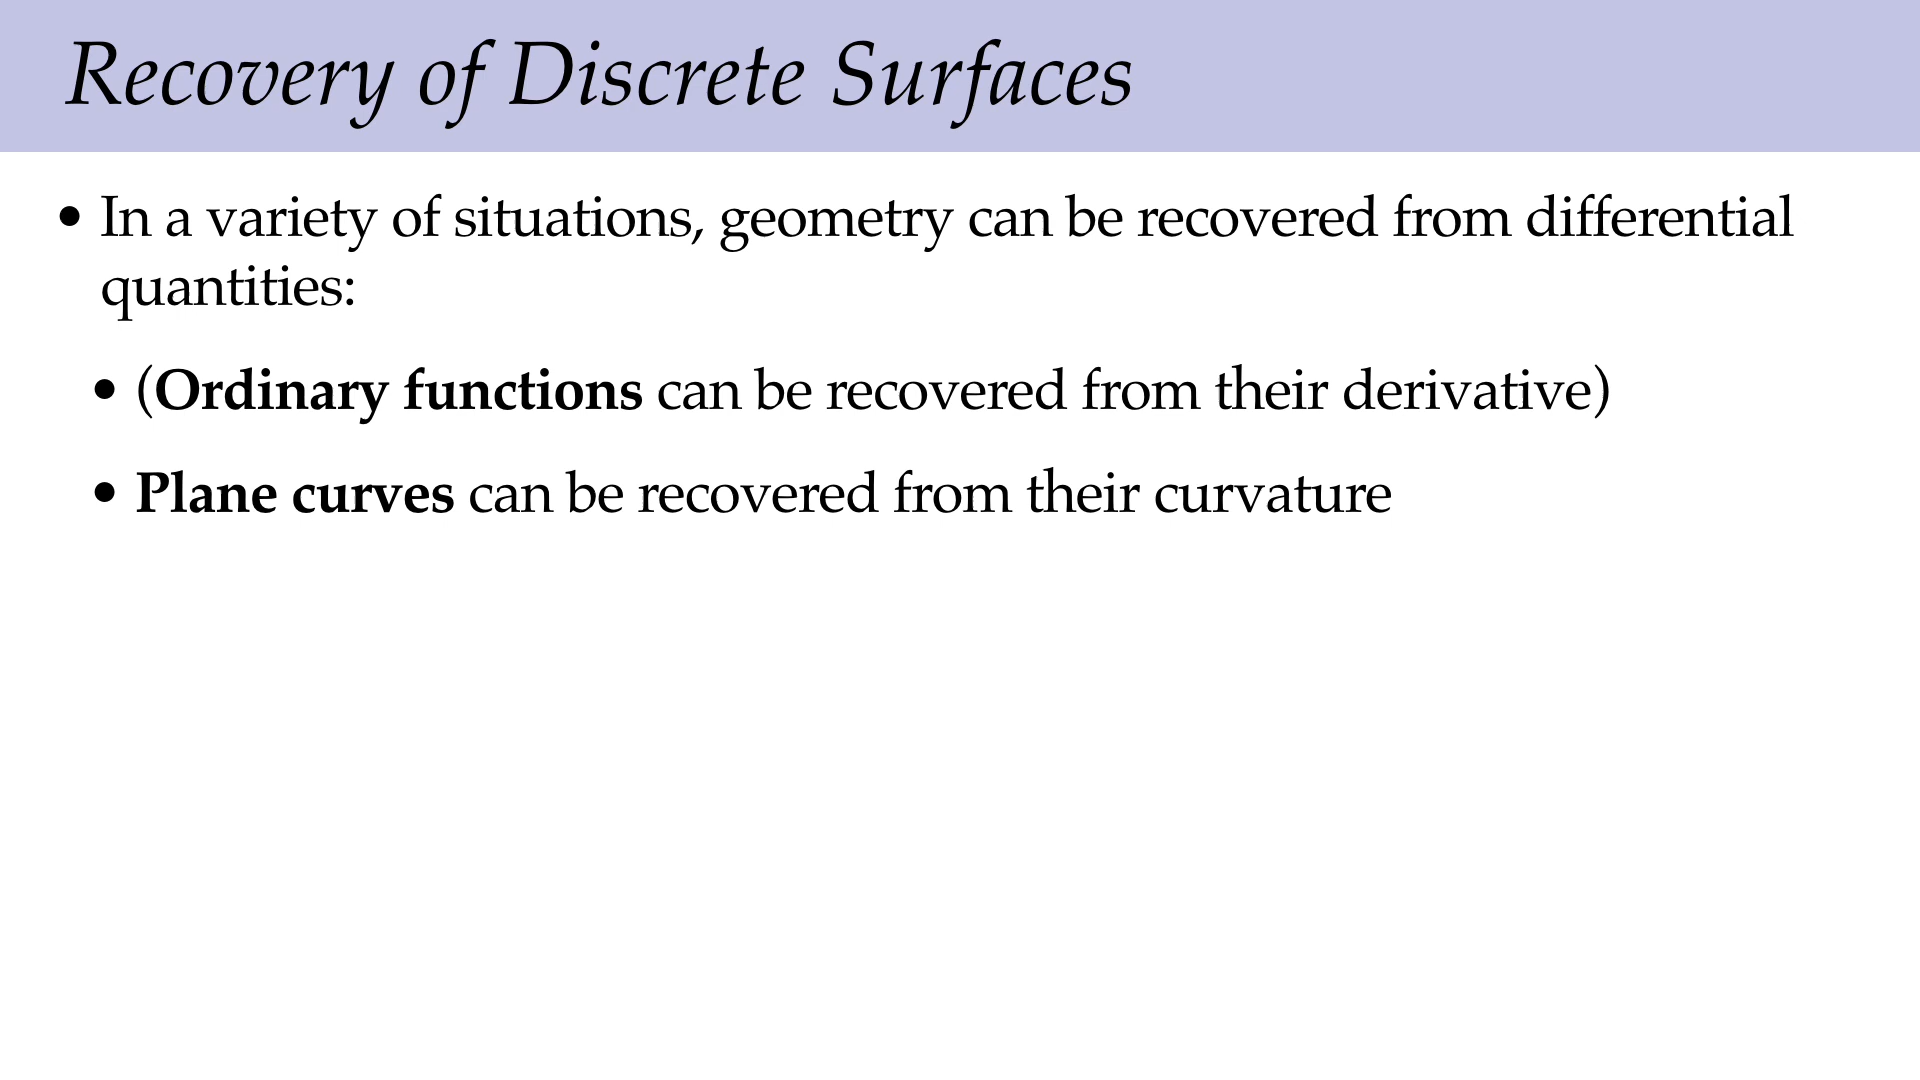 Recovery of Discrete Surfaces
• In a variety of situations, geometry can be recovered from differential
quantities:
• (Ordinary functions can be recovered from their derivative)
• Plane curves can be recovered from their curvature